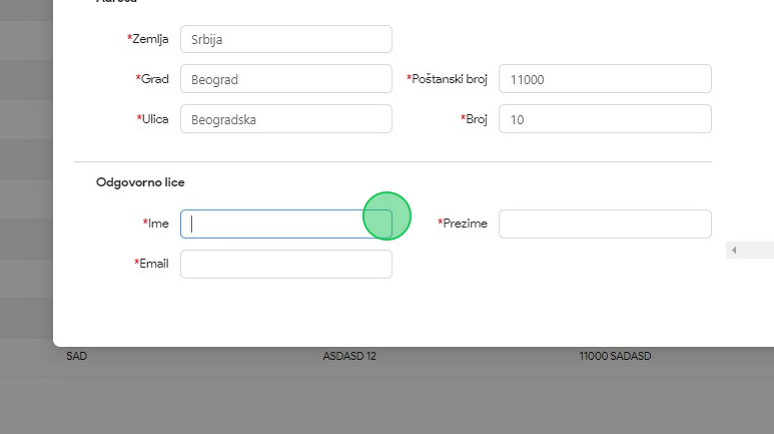 Adresa
*Zemlja Srbija
*Grad Beograd *Poštanski broj 11000
*Ulica Beogradska *Broj 10
Odgovorno lice
*Ime *Prezime
*Email
SAD ASDASD 12 11000 SADASD